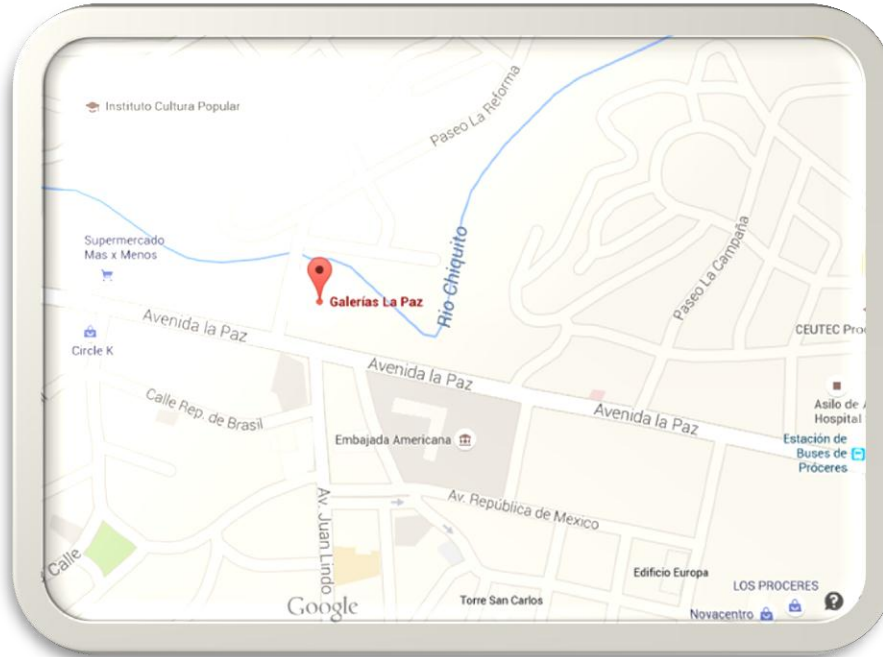 Paseo La Reforma
Instituto Cultura Popular
Supermercado
Mas x Menos
Rio Chiquito
Paseo La Campaña
Galerías La Paz
Avenida la Paz
CEUTEC
Circle K
Avenida la Paz
Calle Rep. de Brasil
Avenida la Paz
Asilo de
Hospital
Embajada Americana
Estación de
Buses de
Próceres
Av. República de Mexico
Av. Juan Lindo
Calle
Edificio Europa
LOS PROCERES
Torre San Carlos
Novacentro
Google
?